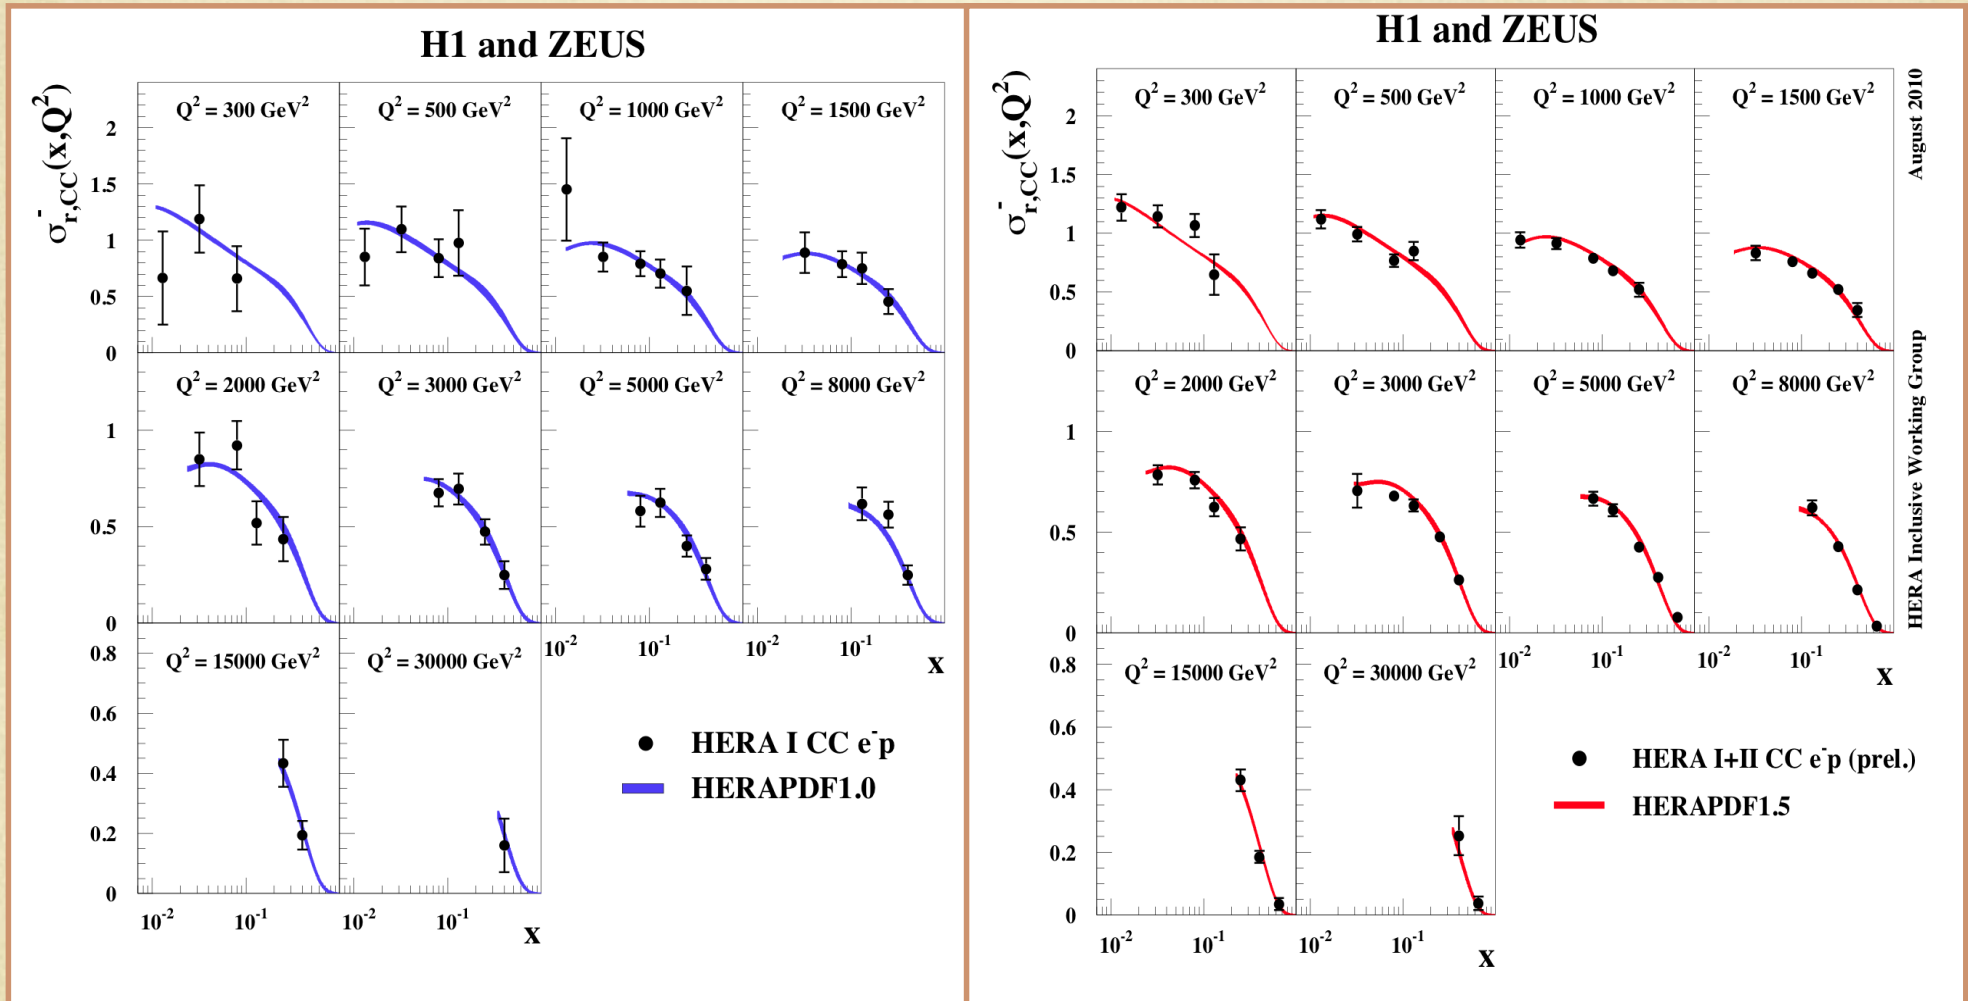 H1 and ZEUS
σ⁻r,CC(x,Q²)
Q² = 300 GeV²
Q² = 500 GeV²
Q² = 1000 GeV²
Q² = 1500 GeV²
2
1.5
1
0.5
0
Q² = 2000 GeV²
Q² = 3000 GeV²
Q² = 5000 GeV²
Q² = 8000 GeV²
1
0.5
0
10⁻² 10⁻¹ 10⁻² 10⁻¹
x
Q² = 15000 GeV²
Q² = 30000 GeV²
0.8
0.6
0.4
0.2
0
10⁻² 10⁻¹ 10⁻² 10⁻¹
x
HERA I CC e⁻p
HERAPDF1.0
H1 and ZEUS
σ⁻r,CC(x,Q²)
Q² = 300 GeV²
Q² = 500 GeV²
Q² = 1000 GeV²
Q² = 1500 GeV²
2
1.5
1
0.5
0
Q² = 2000 GeV²
Q² = 3000 GeV²
Q² = 5000 GeV²
Q² = 8000 GeV²
1
0.5
0
10⁻² 10⁻¹ 10⁻² 10⁻¹
x
Q² = 15000 GeV²
Q² = 30000 GeV²
0.8
0.6
0.4
0.2
0
10⁻² 10⁻¹ 10⁻² 10⁻¹
x
HERA I+II CC e⁻p (prel.)
HERAPDF1.5
HERA Inclusive Working Group August 2010